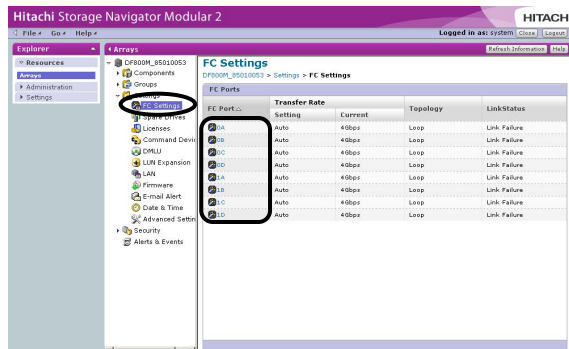 Hitachi Storage Navigator Modular 2
HITACH
File Go Help
Logged in as: system Close Logout
Explorer
Arrays
Refresh Information Help
Resources
Arrays
Administration
Settings
DF800M_85010053
Components
Groups
FC Settings
Spare Drives
Licenses
Command Devic
DMLU
LUN Expansion
LAN
Firmware
E-mail Alert
Date & Time
Advanced Settin
Security
Alerts & Events
FC Settings
DF800M_85010053 > Settings > FC Settings
FC Ports
FC Port Transfer Rate Topology LinkStatus
Setting Current
0A Auto 4Gbps Loop Link Failure
0B Auto 4Gbps Loop Link Failure
0C Auto 4Gbps Loop Link Failure
0D Auto 4Gbps Loop Link Failure
1A Auto 4Gbps Loop Link Failure
1B Auto 4Gbps Loop Link Failure
1C Auto 4Gbps Loop Link Failure
1D Auto 4Gbps Loop Link Failure